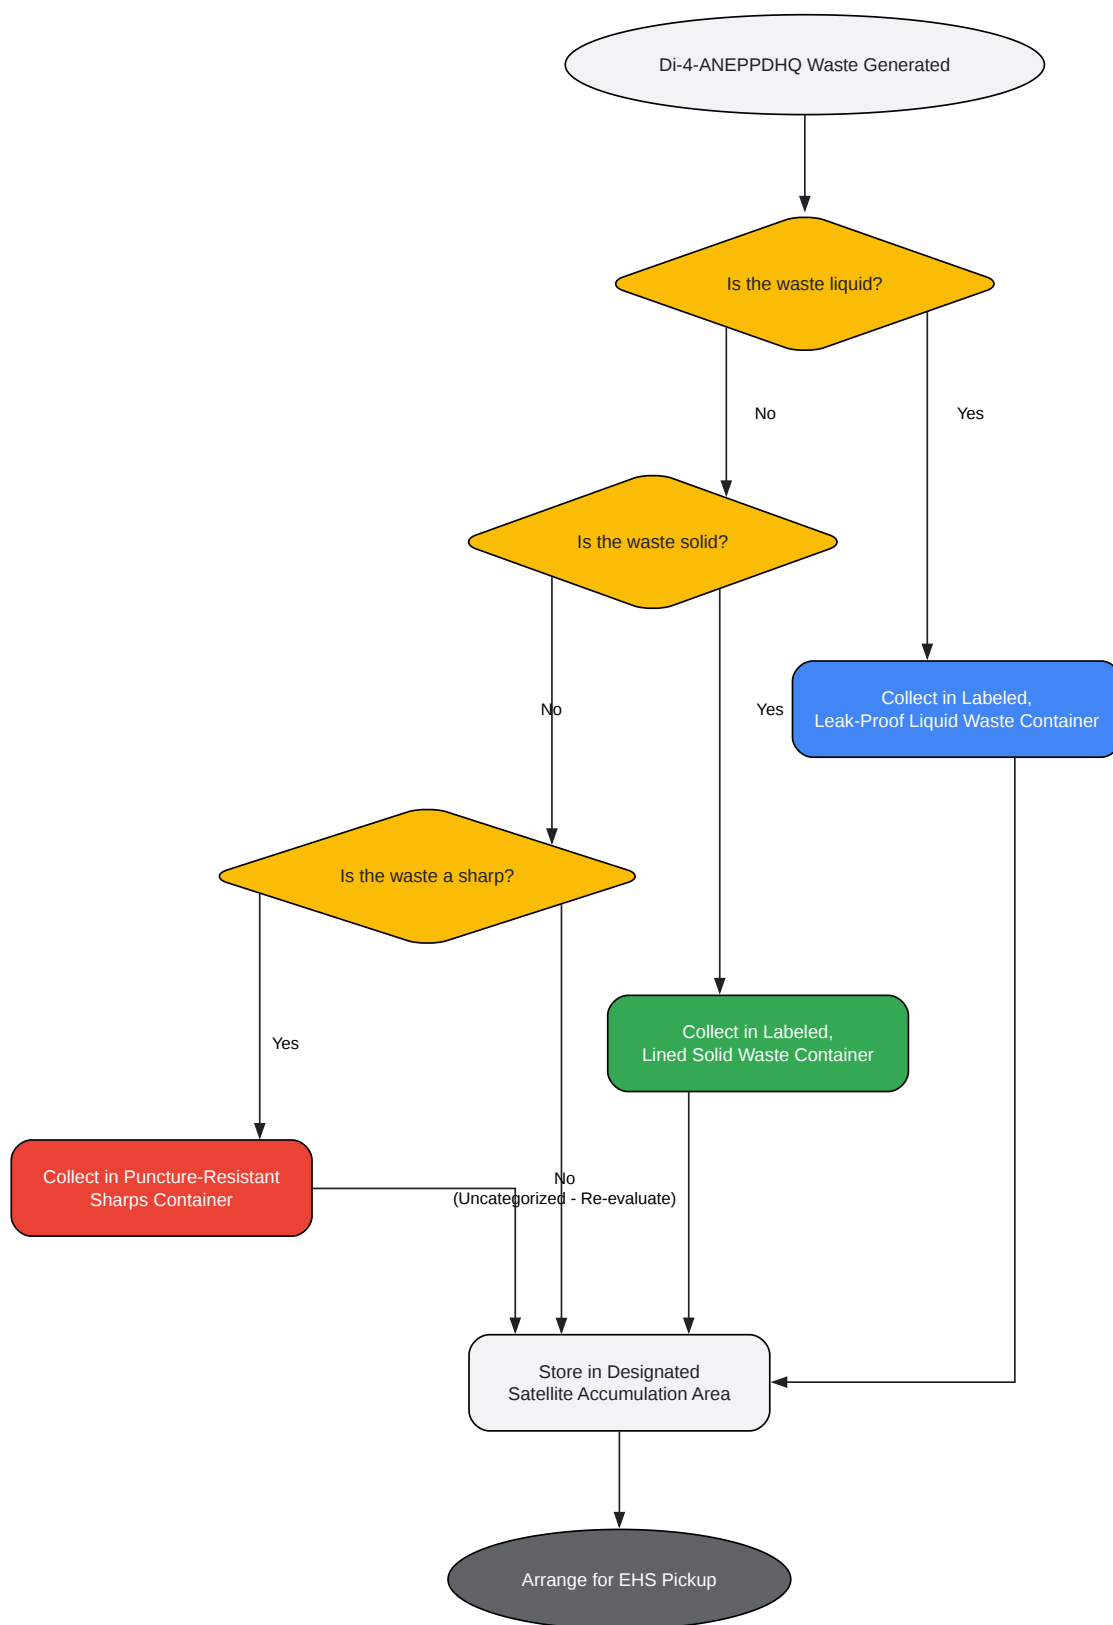 Di-4-ANEPPDHQ Waste Generated
Is the waste liquid?
No
Yes
Is the waste solid?
No
Yes
Collect in Labeled,
Leak-Proof Liquid Waste Container
Is the waste a sharp?
Yes
Collect in Labeled,
Lined Solid Waste Container
Collect in Puncture-Resistant
Sharps Container
No
(Uncategorized - Re-evaluate)
Store in Designated
Satellite Accumulation Area
Arrange for EHS Pickup